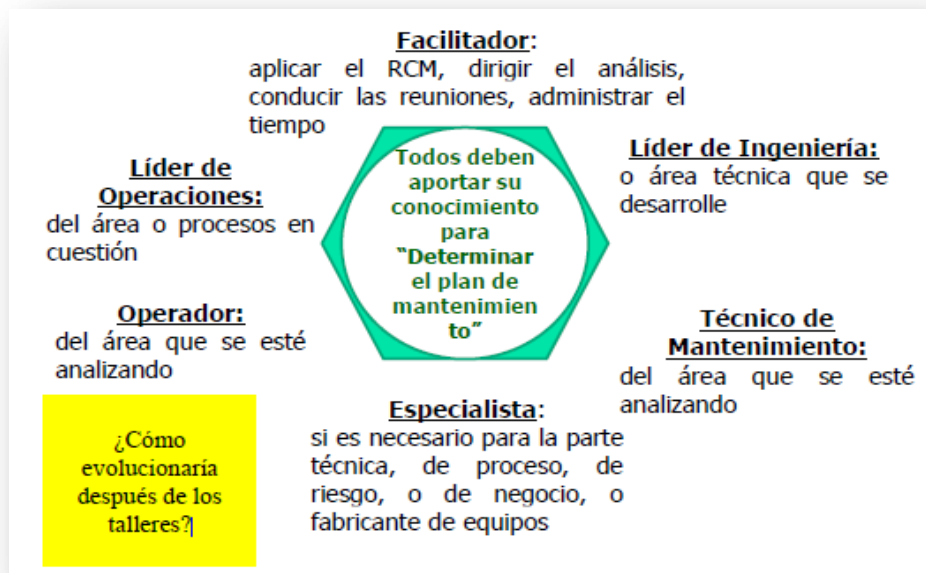 Facilitador:
aplicar el RCM, dirigir el análisis,
conducir las reuniones, administrar el
tiempo
Líder de
Operaciones:
del área o procesos en
cuestión
Todos deben
aportar su
conocimiento
para
“Determinar
el plan de
mantenimien
to”
Líder de Ingeniería:
o área técnica que se
desarrolle
Operador:
del área que se esté
analizando
Técnico de
Mantenimiento:
del área que se esté
analizando
Especialista:
si es necesario para la parte
técnica, de proceso, de
riesgo, o de negocio, o
fabricante de equipos
¿Cómo
evolucionaría
después de los
talleres?